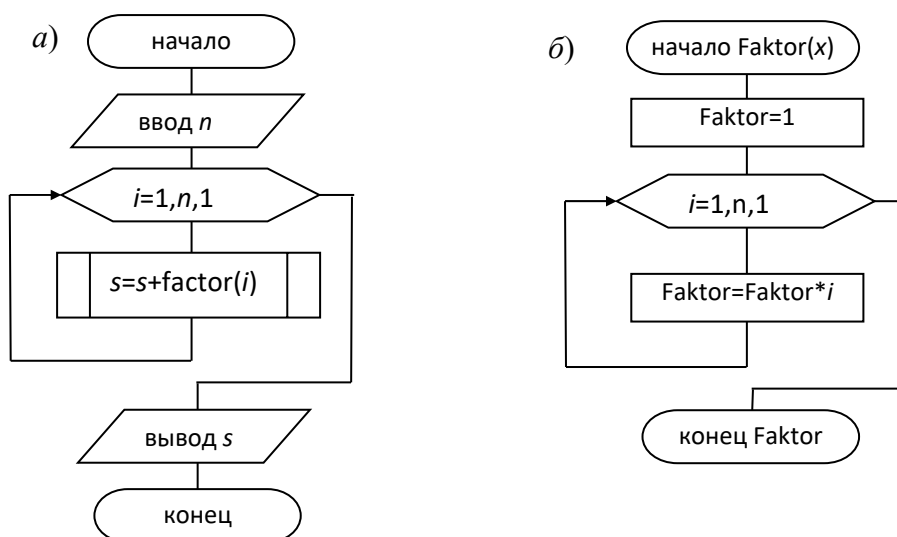 а)
начало
ввод n
i=1,n,1
s=s+factor(i)
вывод s
конец
б)
начало Faktor(x)
Faktor=1
i=1,n,1
Faktor=Faktor*i
конец Faktor